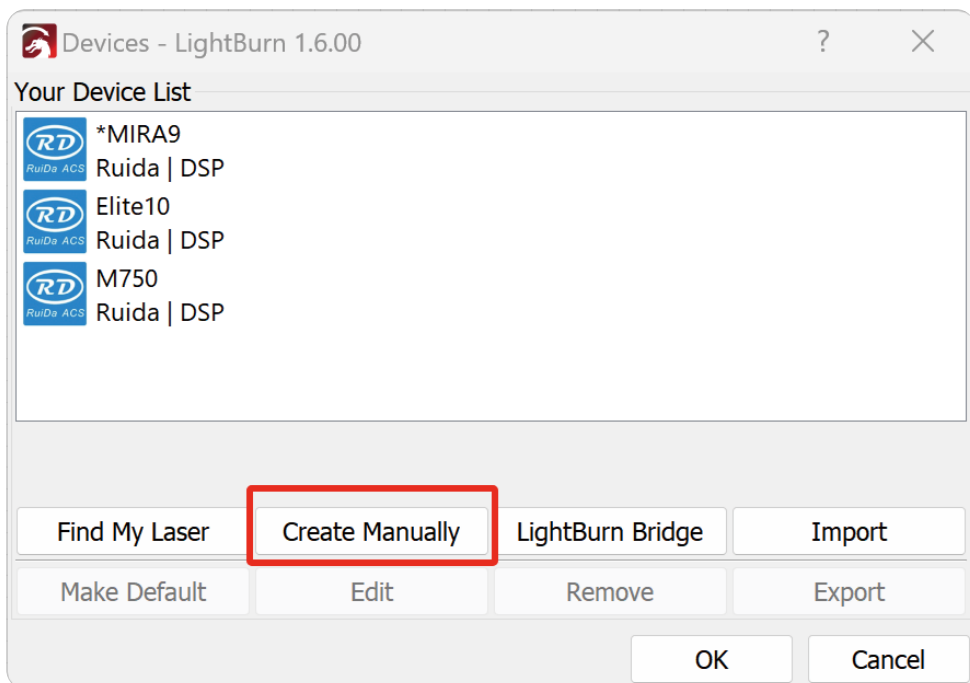 Devices - LightBurn 1.6.00 ?
Your Device List
RD
RuiDa ACS
*MIRA9
Ruida | DSP
RD
RuiDa ACS
Elite10
Ruida | DSP
RD
RuiDa ACS
M750
Ruida | DSP
Find My Laser Create Manually LightBurn Bridge Import
Make Default Edit Remove Export
OK Cancel